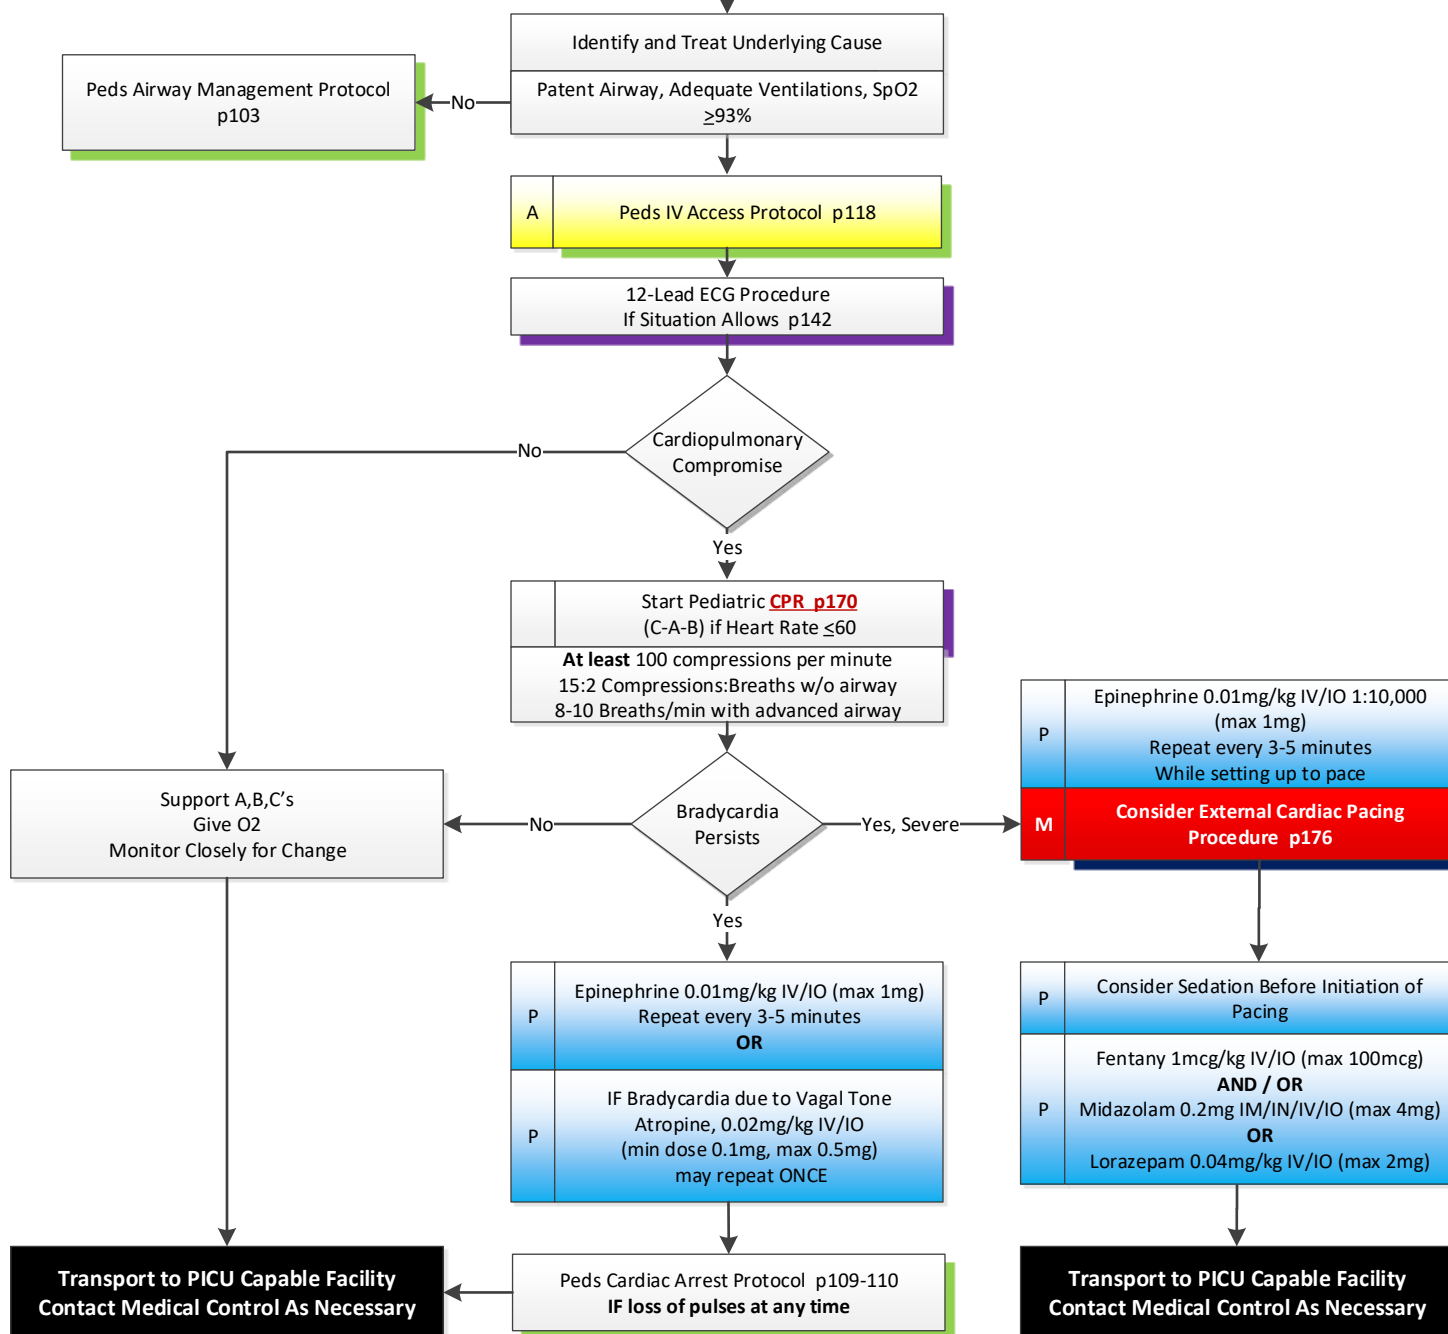 Identify and Treat Underlying Cause
Patent Airway, Adequate Ventilations, SpO2
≥93%
No
Peds Airway Management Protocol
p103
A
Peds IV Access Protocol p118
12-Lead ECG Procedure
If Situation Allows p142
Cardiopulmonary
Compromise
No
Yes
Start Pediatric CPR p170
(C-A-B) if Heart Rate ≤60
At least 100 compressions per minute
15:2 Compressions:Breaths w/o airway
8-10 Breaths/min with advanced airway
Bradycardia
Persists
No
Yes, Severe
Yes
Support A,B,C’s
Give O2
Monitor Closely for Change
P
Epinephrine 0.01mg/kg IV/IO 1:10,000
(max 1mg)
Repeat every 3-5 minutes
While setting up to pace
M
Consider External Cardiac Pacing
Procedure p176
P
Epinephrine 0.01mg/kg IV/IO (max 1mg)
Repeat every 3-5 minutes
OR
P
IF Bradycardia due to Vagal Tone
Atropine, 0.02mg/kg IV/IO
(min dose 0.1mg, max 0.5mg)
may repeat ONCE
P
Consider Sedation Before Initiation of
Pacing
P
Fentany 1mcg/kg IV/IO (max 100mcg)
AND / OR
Midazolam 0.2mg IM/IN/IV/IO (max 4mg)
OR
Lorazepam 0.04mg/kg IV/IO (max 2mg)
Transport to PICU Capable Facility
Contact Medical Control As Necessary
Peds Cardiac Arrest Protocol p109-110
IF loss of pulses at any time
Transport to PICU Capable Facility
Contact Medical Control As Necessary